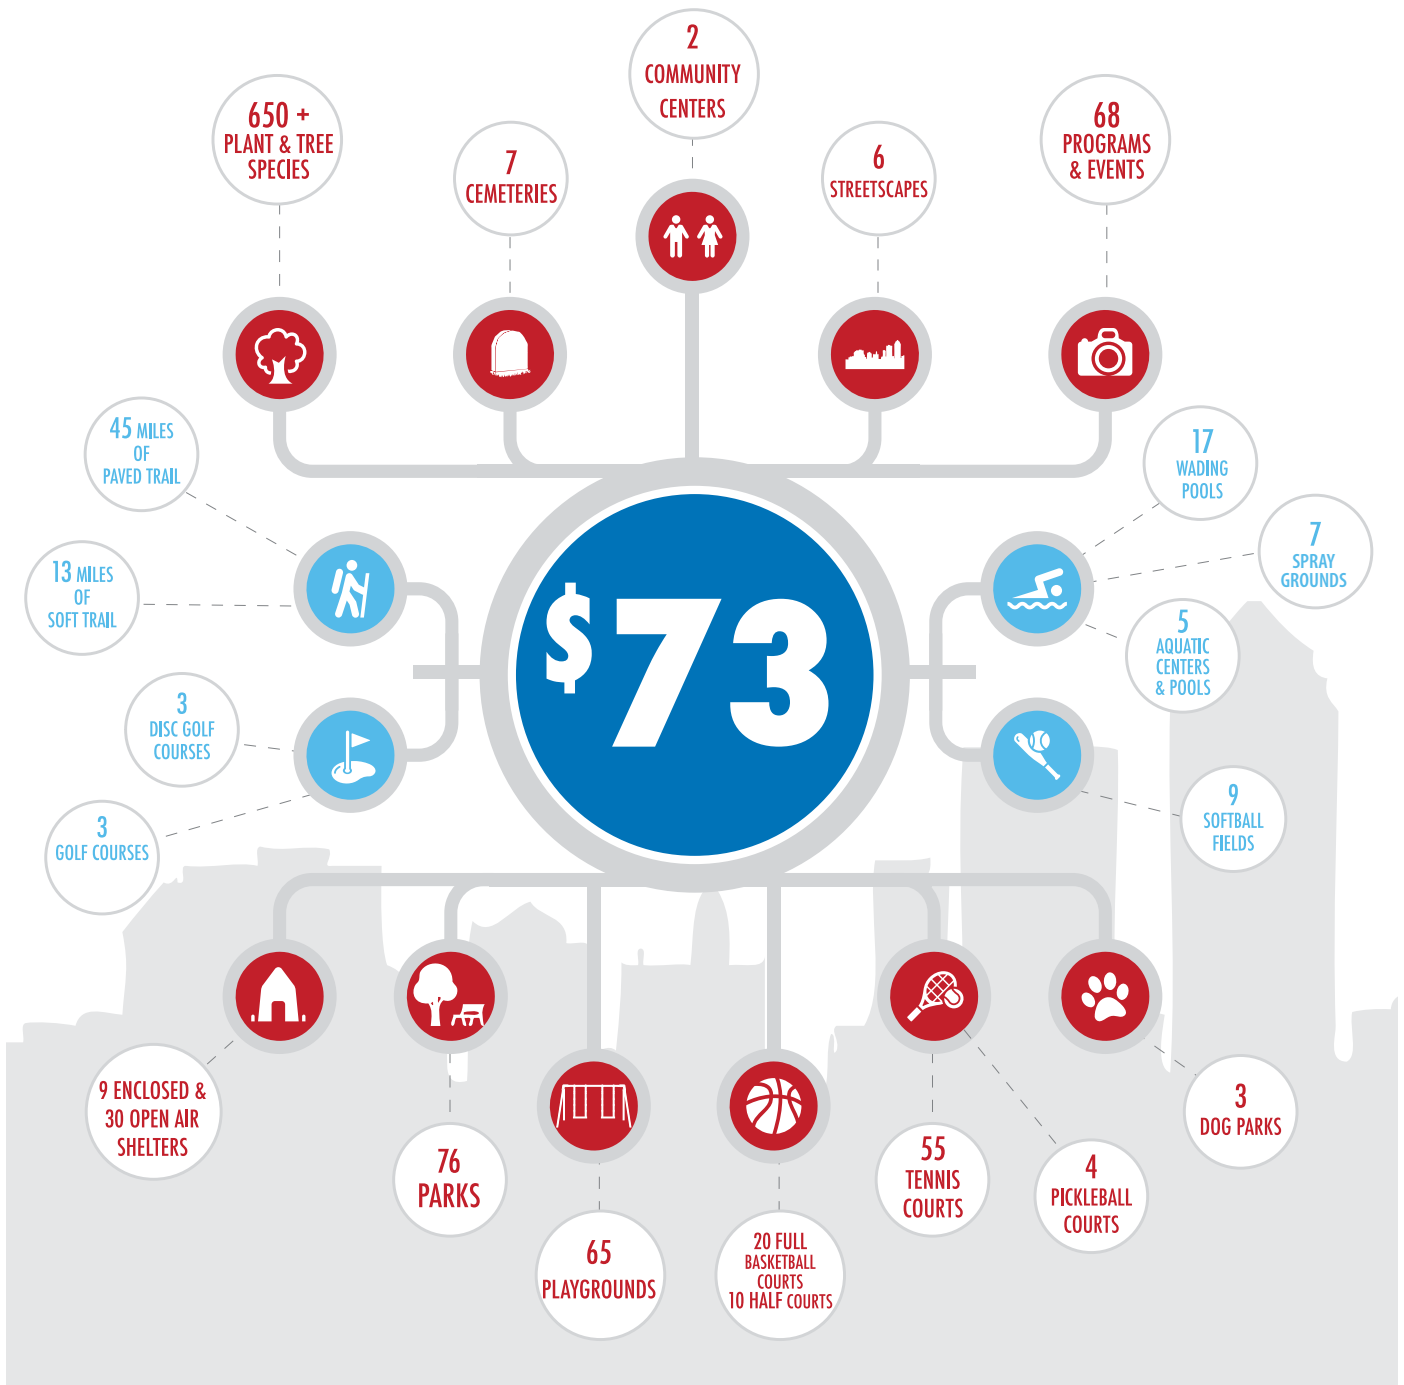 2
COMMUNITY
CENTERS
650 +
PLANT & TREE
SPECIES
7
CEMETERIES
6
STREETSCAPES
68
PROGRAMS
& EVENTS
45 MILES
OF
PAVED TRAIL
13 MILES
OF
SOFT TRAIL
3
DISC GOLF
COURSES
3
GOLF COURSES
$73
17
WADING
POOLS
7
SPRAY
GROUNDS
5
AQUATIC
CENTERS
& POOLS
9
SOFTBALL
FIELDS
9 ENCLOSED &
30 OPEN AIR
SHELTERS
76
PARKS
65
PLAYGROUNDS
20 FULL
BASKETBALL
COURTS
10 HALF COURTS
55
TENNIS
COURTS
4
PICKLEBALL
COURTS
3
DOG PARKS